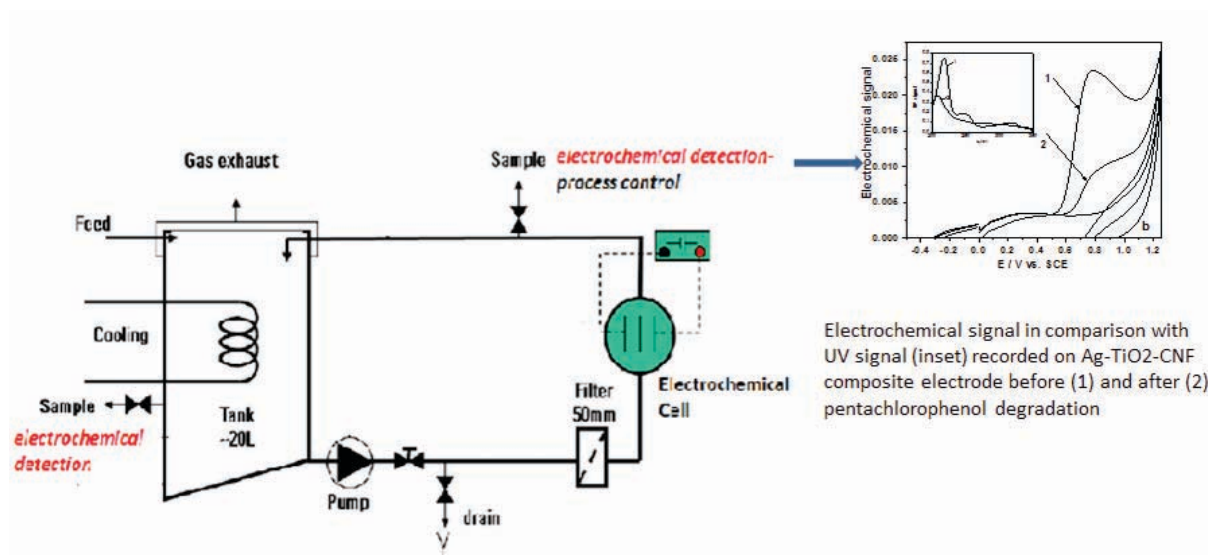 Gas exhaust
Feed
Cooling
Sample
electrochemical
detection
Tank
~20L
Pump
drain
V
Filter
50mm
Electrochemical
Cell
Sample
electrochemical detection-
process control
Electrochemical signal
0.026
0.020
0.016
0.010
0.006
0.000
-0.4 -0.2 0.0 0.2 0.4 0.6 0.8 1.0 1.2
E / V vs. SCE
1
2
b
Electrochemical signal in comparison with
UV signal (inset) recorded on Ag-TiO2-CNF
composite electrode before (1) and after (2)
pentachlorophenol degradation